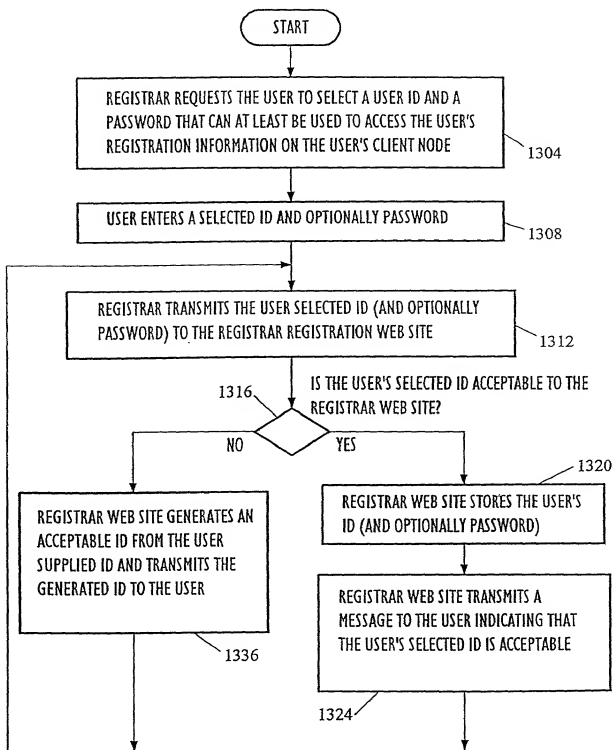 START
REGISTRAR REQUESTS THE USER TO SELECT A USER ID AND A
PASSWORD THAT CAN AT LEAST BE USED TO ACCESS THE USER'S
REGISTRATION INFORMATION ON THE USER'S CLIENT NODE
1304
USER ENTERS A SELECTED ID AND OPTIONALLY PASSWORD
1308
REGISTRAR TRANSMITS THE USER SELECTED ID (AND OPTIONALLY
PASSWORD) TO THE REGISTRAR REGISTRATION WEB SITE
1312
IS THE USER'S SELECTED ID ACCEPTABLE TO THE
REGISTRAR WEB SITE?
1316
NO
YES
1320
REGISTRAR WEB SITE STORES THE USER'S
ID (AND OPTIONALLY PASSWORD)
REGISTRAR WEB SITE GENERATES AN
ACCEPTABLE ID FROM THE USER
SUPPLIED ID AND TRANSMITS THE
GENERATED ID TO THE USER
1336
REGISTRAR WEB SITE TRANSMITS A
MESSAGE TO THE USER INDICATING THAT
THE USER'S SELECTED ID IS ACCEPTABLE
1324